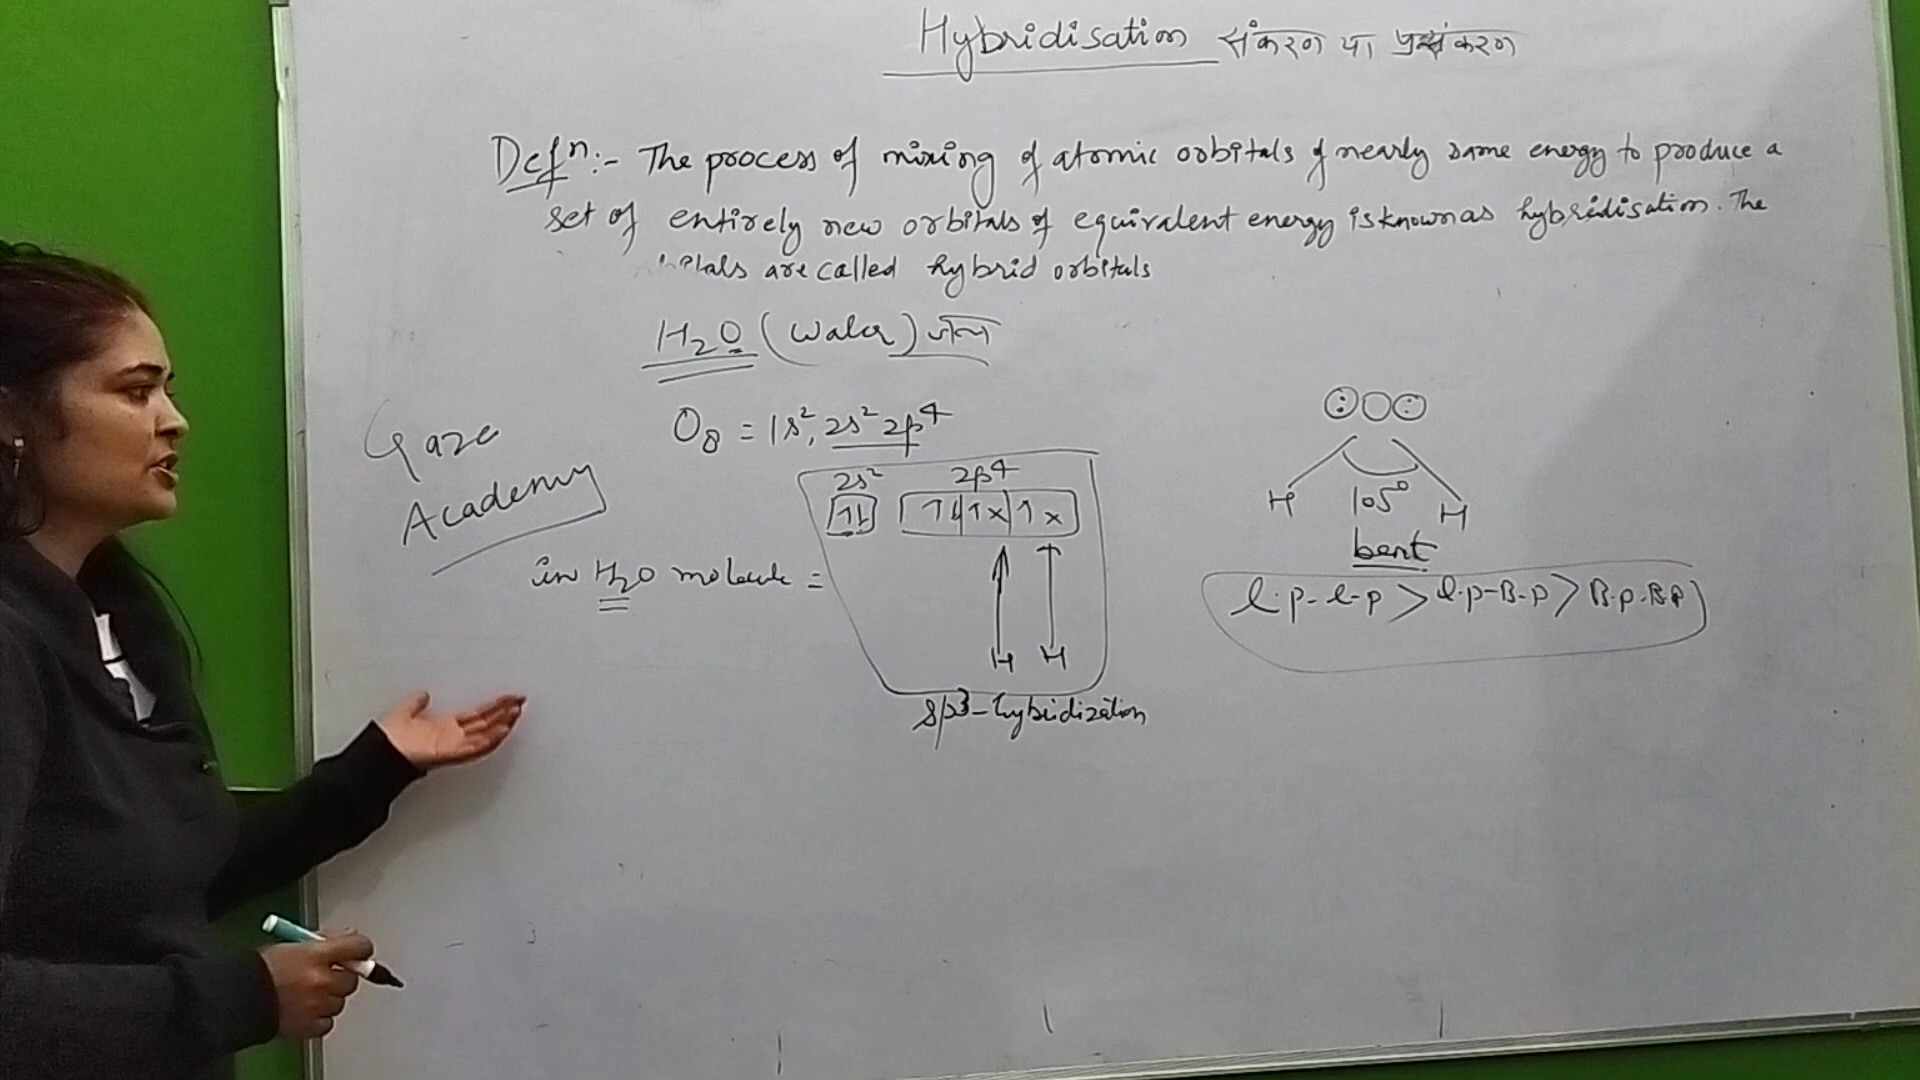 Hybridisation संकरण या प्रसंकरण
Defⁿ:- The process of mixing of atomic orbitals of nearly same energy to produce a
set of entirely new orbitals of equivalent energy is known as hybridisation. The
bitals are called hybrid orbitals
H₂O (Water) जल
O₈ = 1s², 2s² 2p⁴
Gaze
Academy
2s² 2p⁴
↑↓ ↑↓ ↑x ↑x
in H₂O molecule =
H H
sp3-hybridization
H 105° H
bent
l.p-l-p > l.p-B.p > B.p-B.P